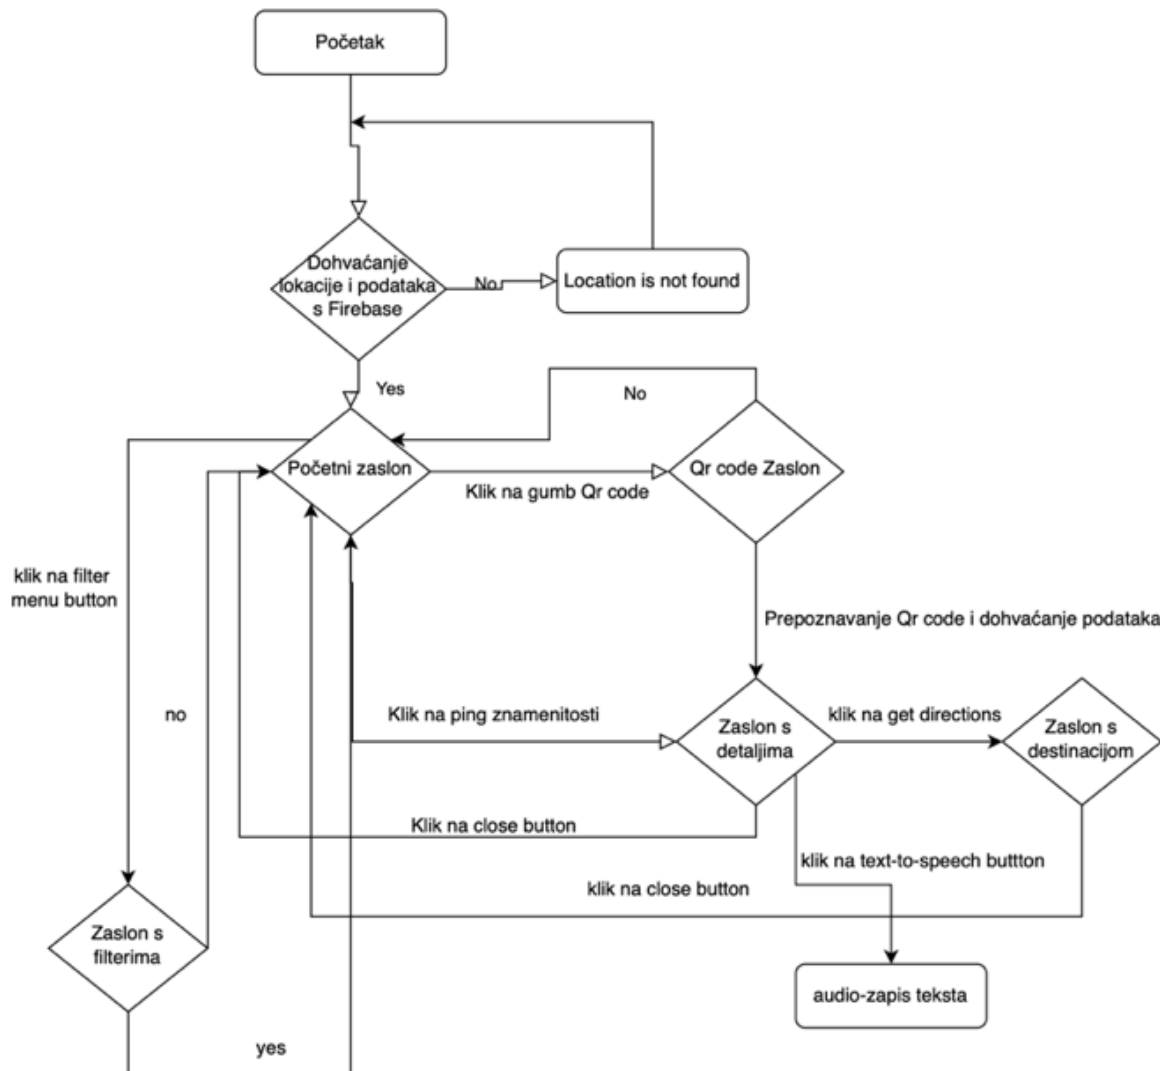 Početak
Dohvaćanje
lokacije i podataka
s Firebase
No
Location is not found
Yes
No
Početni zaslon
Qr code Zaslon
Klik na gumb Qr code
klik na filter
menu button
Prepoznavanje Qr code i dohvaćanje podataka
no
Klik na ping znamenitosti
Zaslon s
detaljima
klik na get directions
Zaslon s
destinacijom
Klik na close button
klik na text-to-speech buttton
klik na close button
Zaslon s
filterima
audio-zapis teksta
yes